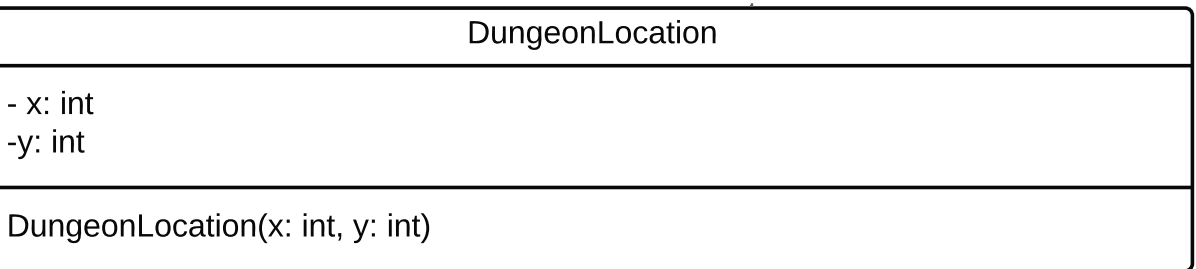 DungeonLocation
- x: int
-y: int
DungeonLocation(x: int, y: int)